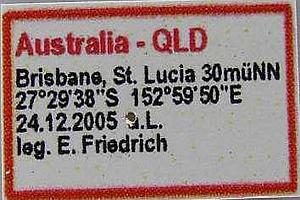 Australia - QLD
Brisbane, St. Lucia 30müNN
27°29'38"S 152°59'50"E
24.12.2005 a.L.
leg. E. Friedrich